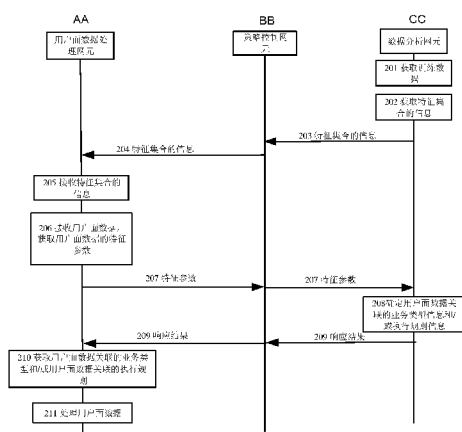 AA
BB
CC
用户面数据处
理网元
策略控制网
元
数据分析网元
201 获取训练数
据
202 获取特征集
合的信息
203 特征集合的信息
204 特征集合的信息
205 接收特征集合的
信息
206 接收用户面数据,
获取用户面数据的特征
参数
207 特征参数
207 特征参数
208确定用户面数据关
联的业务类型信息和/
或执行规则信息
209 响应结果
209 响应结果
210 获取用户面数据关联的业务类
型和/或用户面数据关联的执行规
则
211 处理用户面数据